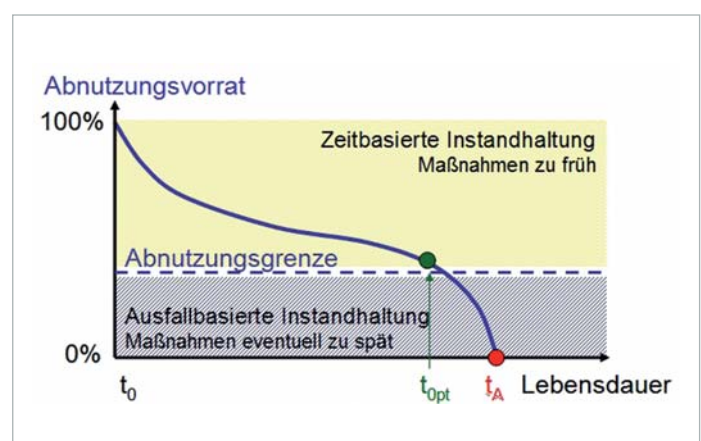 Abnutzungsvorrat
100%
Zeitbasierte Instandhaltung
Maßnahmen zu früh
Abnutzungsgrenze
Ausfallbasierte Instandhaltung
Maßnahmen eventuell zu spät
0%
t0
t0pt
tA
Lebensdauer